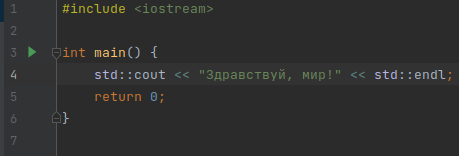 1 #include <iostream>
2
3 int main() {
4     std::cout << "Здравствуй, мир!" << std::endl;
5     return 0;
6 }
7